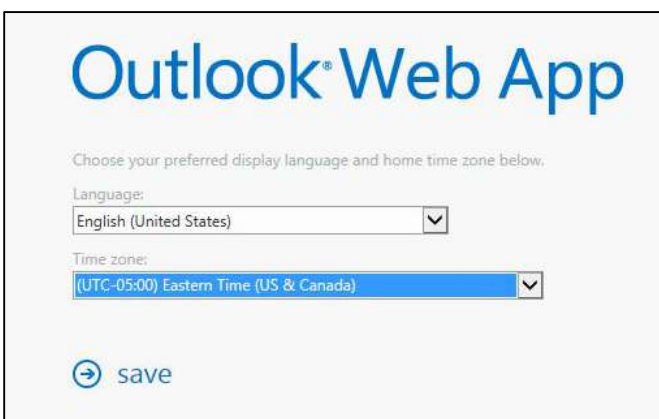 Outlook® Web App
Choose your preferred display language and home time zone below.
Language:
English (United States)
Time zone:
(UTC-05:00) Eastern Time (US & Canada)
save